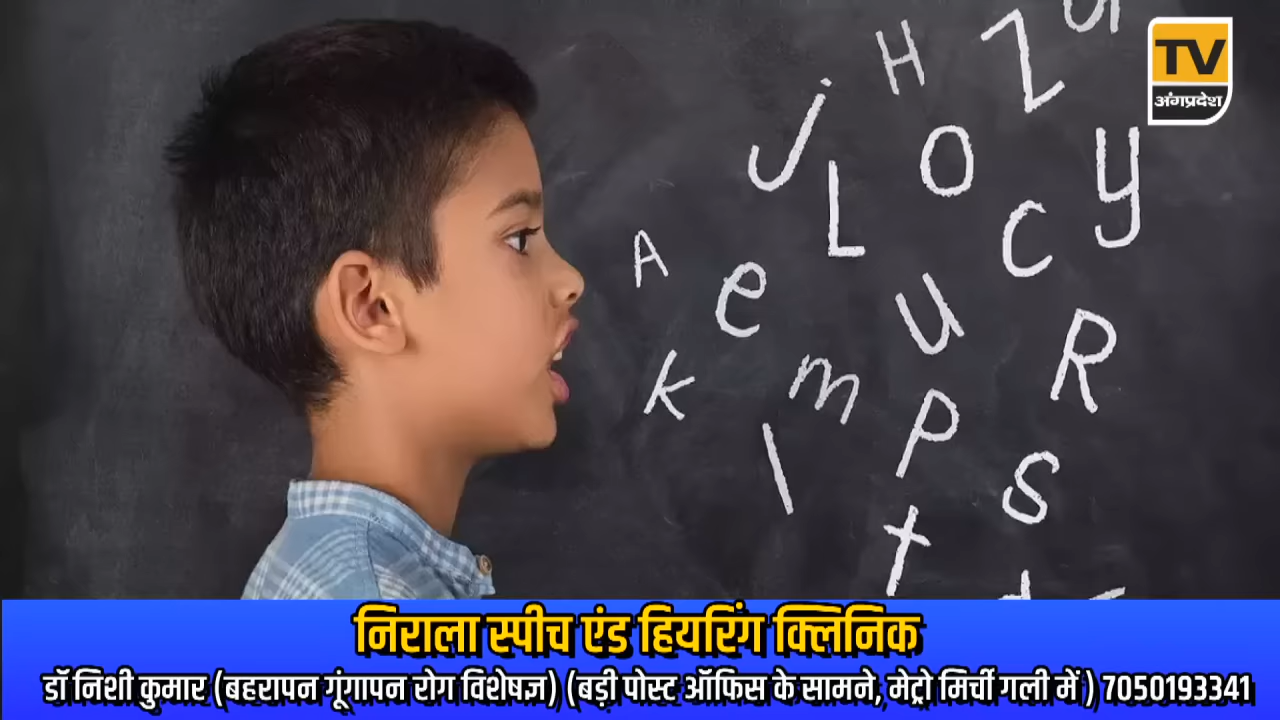 H
Z
J
O
y
L
C
A
e
u
R
K
m
P
l
S
t
TV
अंगप्रदेश
निराला स्पीच एंड हियरिंग क्लिनिक
डॉ निशी कुमार (बहरापन गूंगापन रोग विशेषज्ञ) (बड़ी पोस्ट ऑफिस के सामने, मेट्रो मिर्ची गली में ) 7050193341